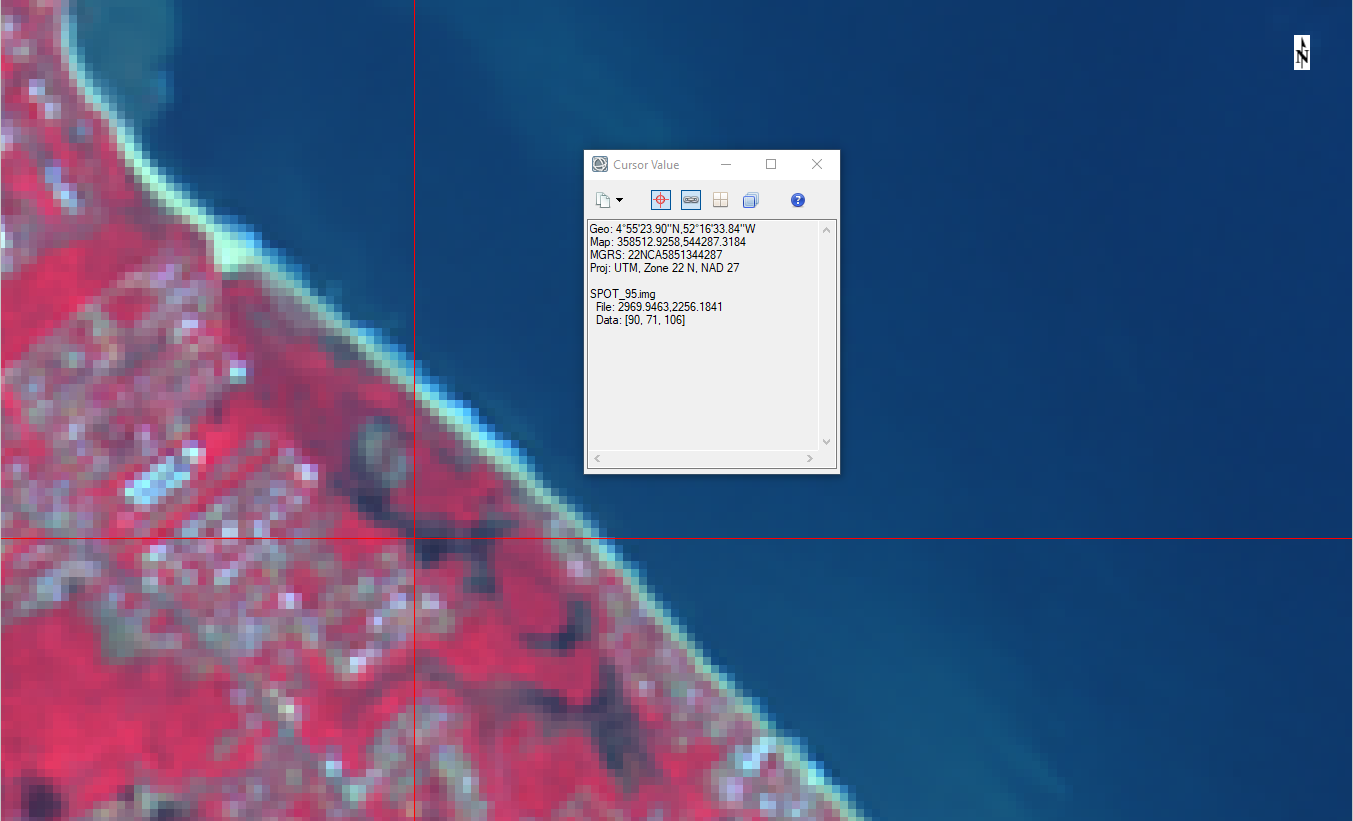 N
Cursor Value
Geo: 4°55'23.90"N,52°16'33.84"W
Map: 358512.9258,544287.3184
MGRS: 22NCA5851344287
Proj: UTM, Zone 22 N, NAD 27
SPOT_95.img
File: 2969.9463,2256.1841
Data: [90, 71, 106]